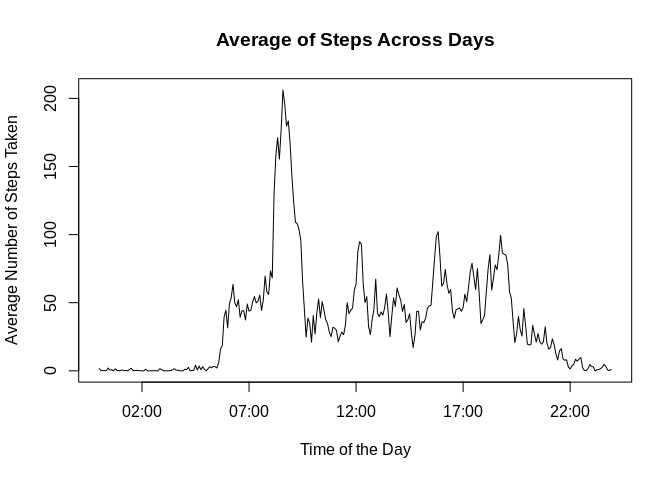 Average of Steps Across Days
Average Number of Steps Taken
200
150
100
50
0
02:00 07:00 12:00 17:00 22:00
Time of the Day